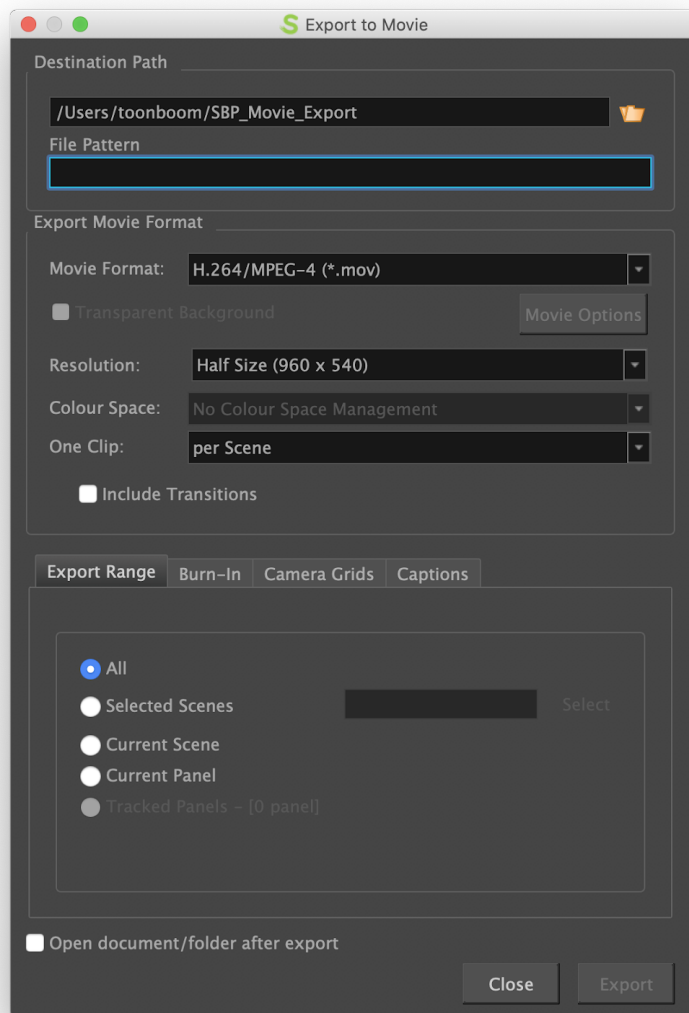 Export to Movie
Destination Path
/Users/toonboom/SBP_Movie_Export
File Pattern
Export Movie Format
Movie Format: H.264/MPEG-4 (*.mov)
Transparent Background Movie Options
Resolution: Half Size (960 x 540)
Colour Space: No Colour Space Management
One Clip: per Scene
Include Transitions
Export Range Burn-In Camera Grids Captions
All
Selected Scenes Select
Current Scene
Current Panel
Tracked Panels - [0 panel]
Open document/folder after export
Close Export